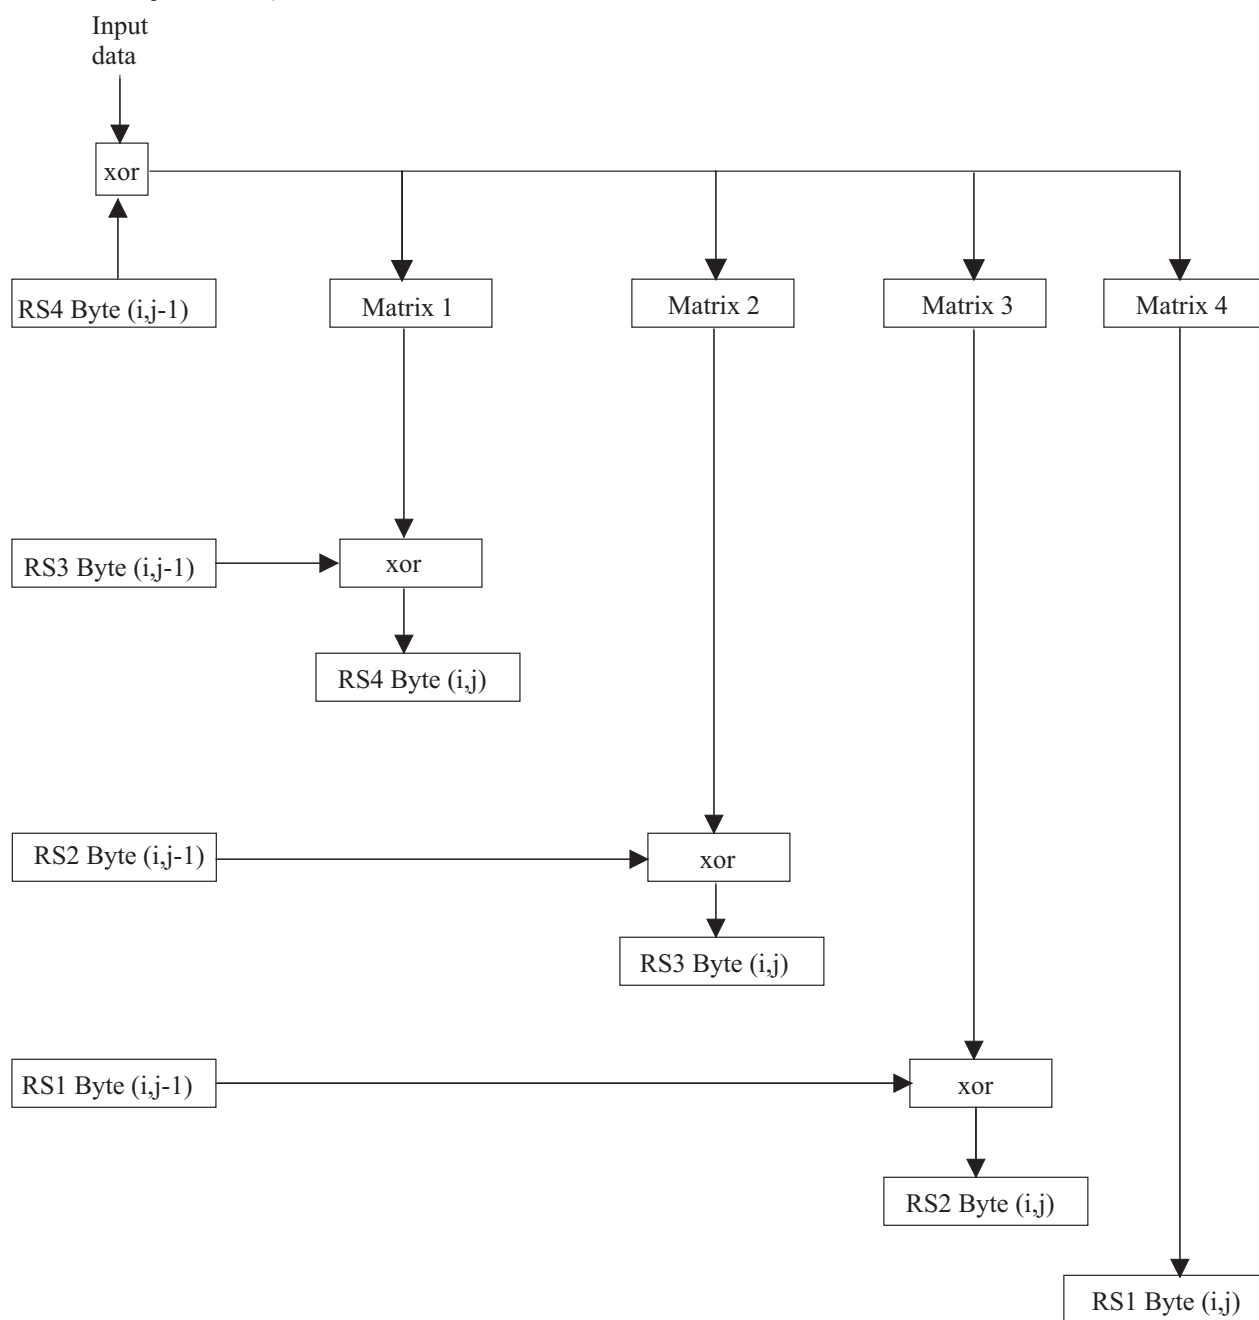 Input
data
xor
RS4 Byte (i,j-1)
Matrix 1
Matrix 2
Matrix 3
Matrix 4
RS3 Byte (i,j-1)
xor
RS4 Byte (i,j)
RS2 Byte (i,j-1)
xor
RS3 Byte (i,j)
RS1 Byte (i,j-1)
xor
RS2 Byte (i,j)
RS1 Byte (i,j)